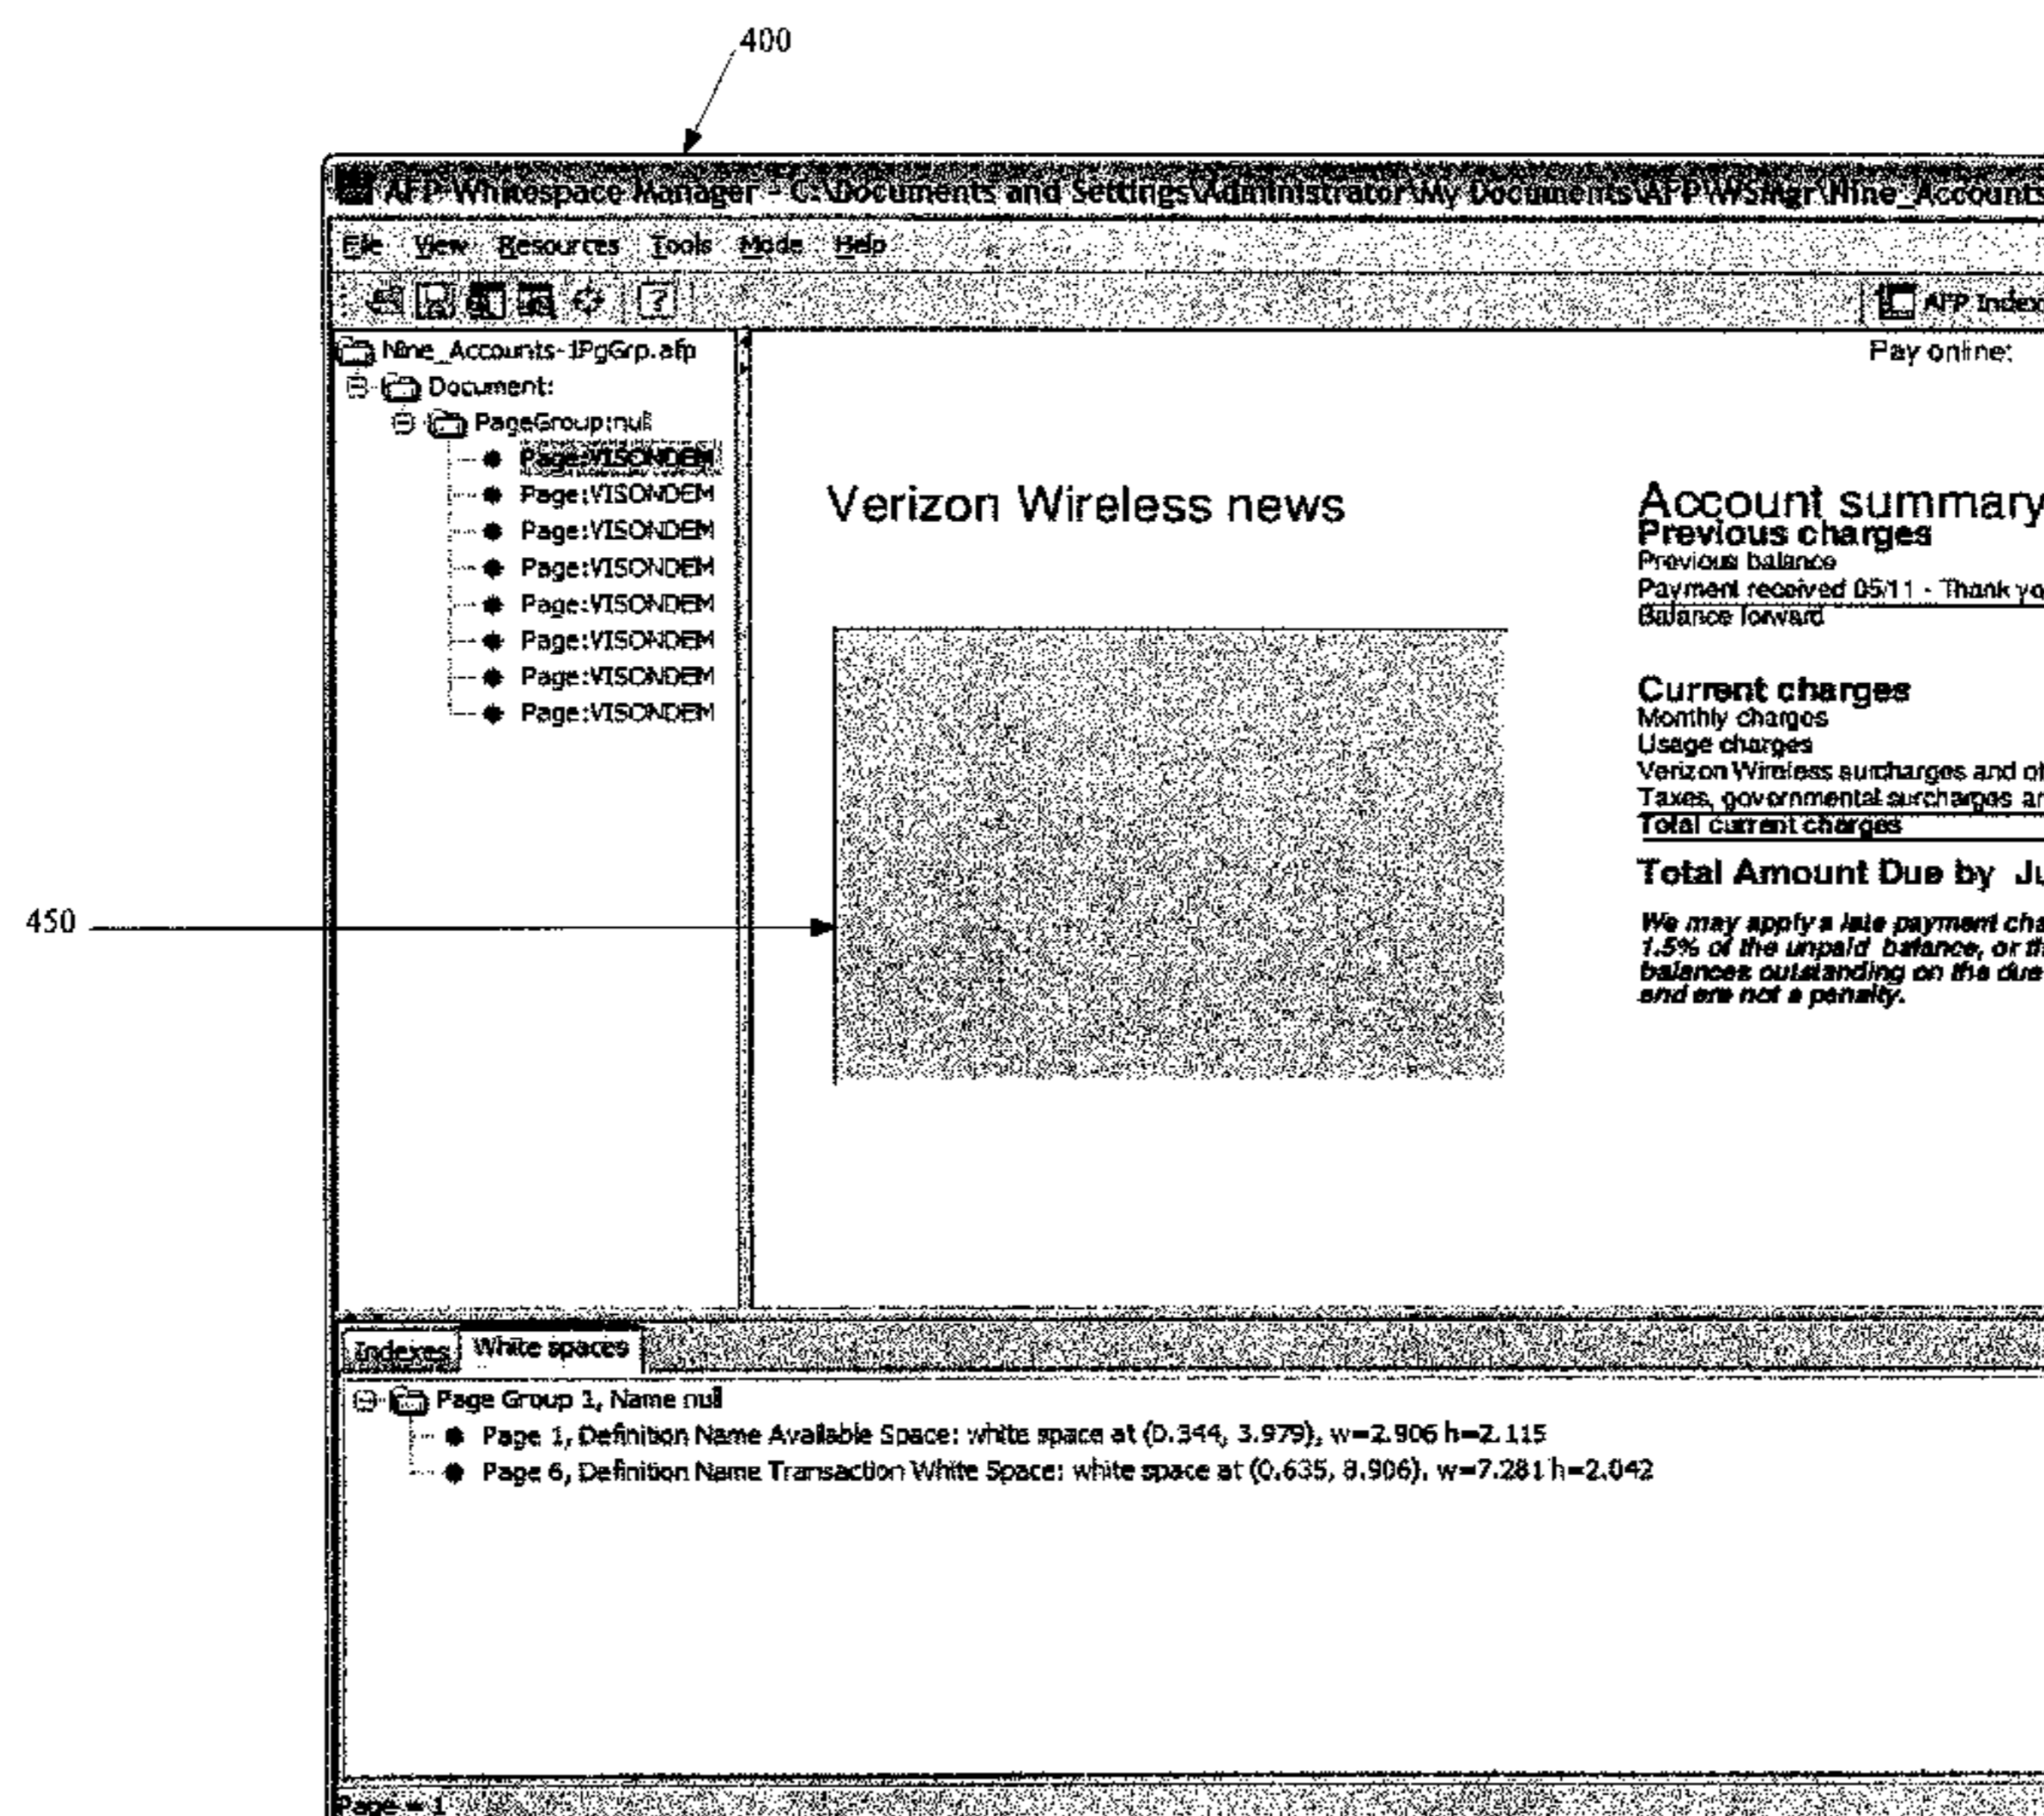 400
AFP Whitespace Manager - C:\Documents and Settings\Administrator\My Documents\AFP\WSMgr\Nine_Accounts
File View Resources Tools Mode Help
? AFP Index
Nine_Accounts-1PgGrp.afp
Document:
PageGroup:null
Page:VISONDEM
Page:VISONDEM
Page:VISONDEM
Page:VISONDEM
Page:VISONDEM
Page:VISONDEM
Page:VISONDEM
Page:VISONDEM
Pay online:
Verizon Wireless news
Account summary
Previous charges
Previous balance
Payment received 05/11 - Thank yo
Balance forward
Current charges
Monthly charges
Usage charges
Verizon Wireless surcharges and ot
Taxes, governmental surcharges an
Total current charges
Total Amount Due by Ju
We may apply a late payment cha
1.5% of the unpaid balance, or th
balances outstanding on the due
and are not a penalty.
450
Indexes White spaces
Page Group 1, Name null
Page 1, Definition Name Available Space: white space at (0.344, 3.979), w=2.906 h=2.115
Page 6, Definition Name Transaction White Space: white space at (0.635, 8.906), w=7.281 h=2.042
Page = 1